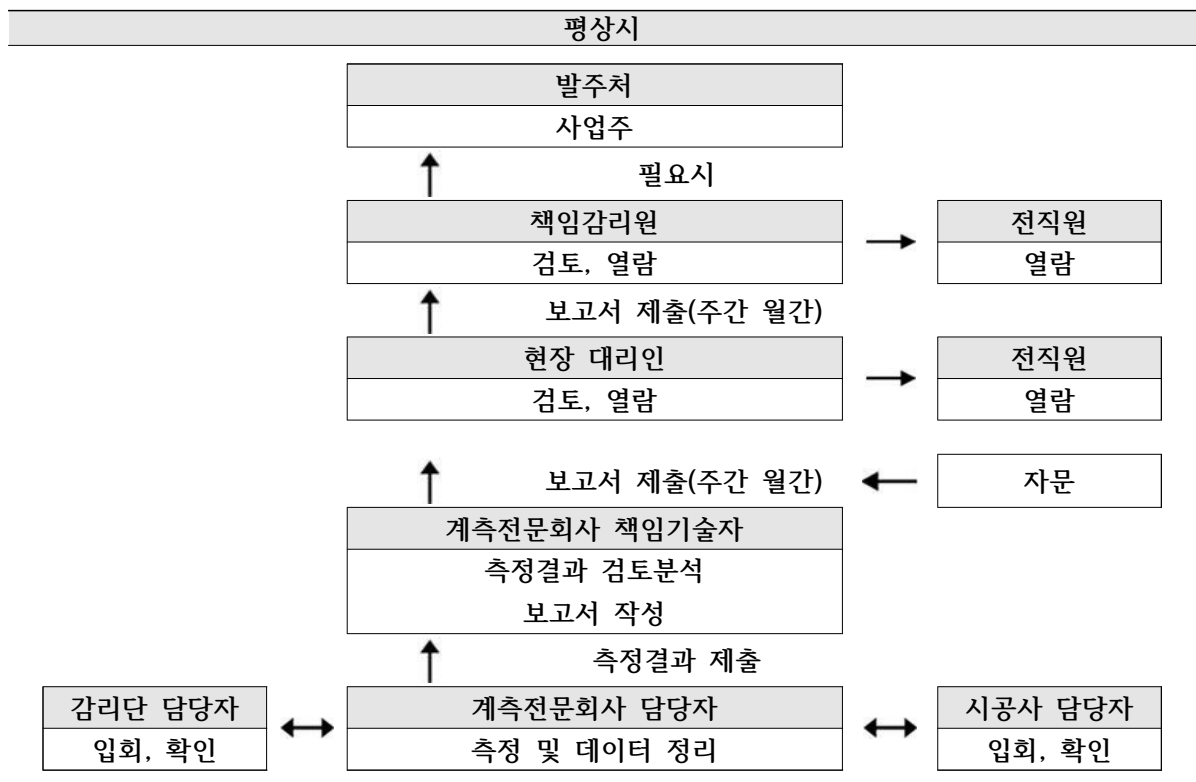 평상시
발주처
사업주
필요시
책임감리원
전직원
검토, 열람
열람
보고서 제출(주간 월간)
현장 대리인
전직원
검토, 열람
열람
보고서 제출(주간 월간)
자문
계측전문회사 책임기술자
측정결과 검토분석
보고서 작성
측정결과 제출
감리단 담당자
계측전문회사 담당자
시공사 담당자
입회, 확인
측정 및 데이터 정리
입회, 확인